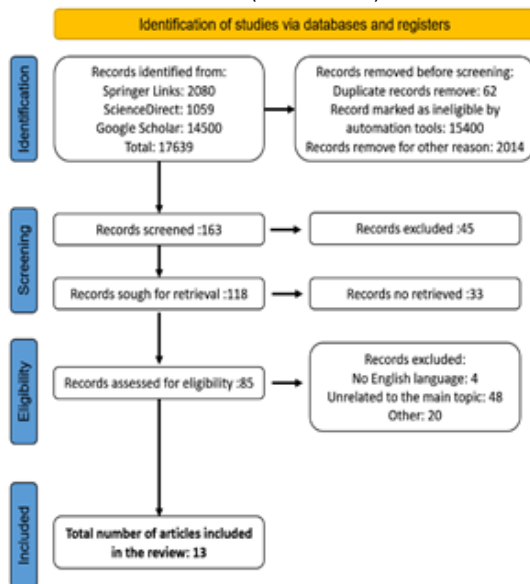 Identification of studies via databases and registers
Identification
Records identified from:
Springer Links: 2080
ScienceDirect: 1059
Google Scholar: 14500
Total: 17639
Records removed before screening:
Duplicate records remove: 62
Record marked as ineligible by
automation tools: 15400
Records remove for other reason: 2014
Screening
Records screened :163
Records excluded :45
Records sough for retrieval :118
Records no retrieved :33
Eligibility
Records assessed for eligibility :85
Records excluded:
No English language: 4
Unrelated to the main topic: 48
Other: 20
Included
Total number of articles included
in the review: 13